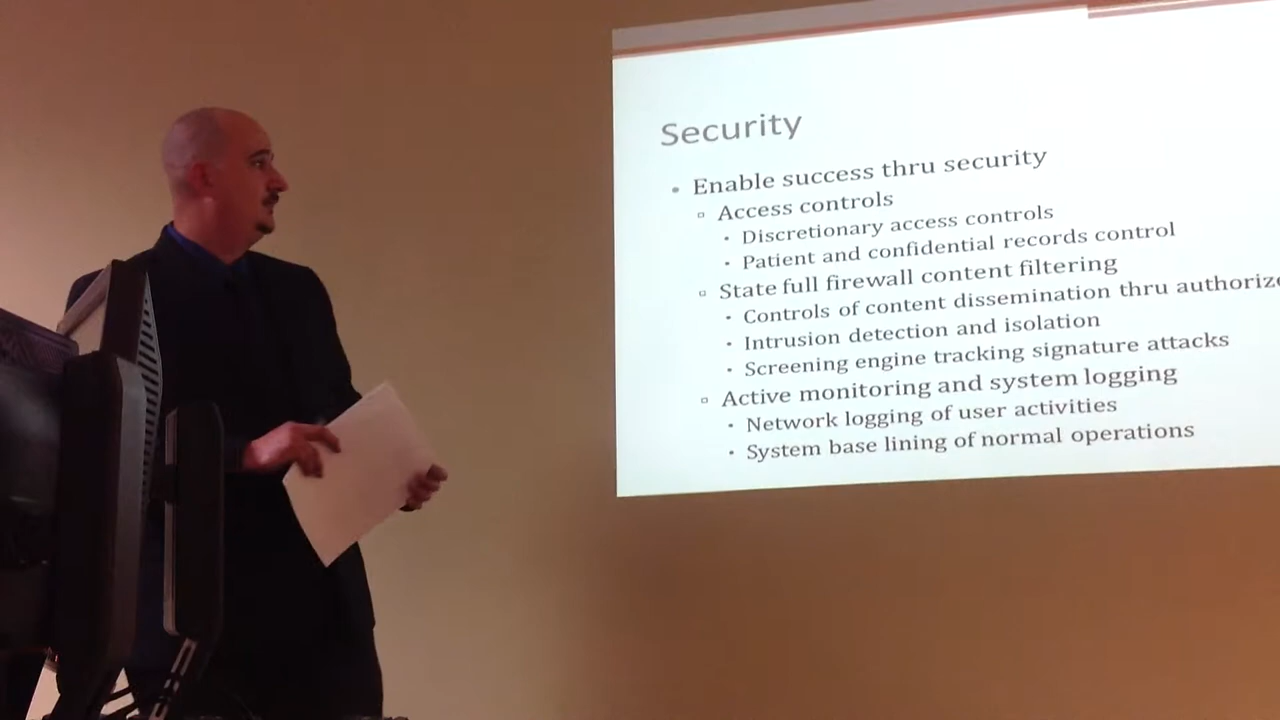 Security
• Enable success thru security
▫ Access controls
• Discretionary access controls
• Patient and confidential records control
▫ State full firewall content filtering
• Controls of content dissemination thru
• Intrusion detection and isolation
• Screening engine tracking signature attacks
▫ Active monitoring and system logging
• Network logging of user activities
• System base lining of normal operations